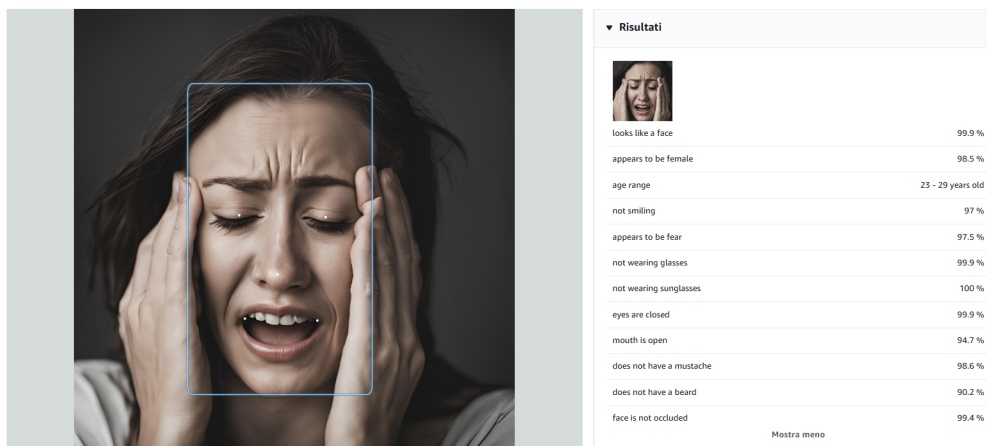 Risultati
looks like a face 99.9 %
appears to be female 98.5 %
age range 23 - 29 years old
not smiling 97 %
appears to be fear 97.5 %
not wearing glasses 99.9 %
not wearing sunglasses 100 %
eyes are closed 99.9 %
mouth is open 94.7 %
does not have a mustache 98.6 %
does not have a beard 90.2 %
face is not occluded 99.4 %
Mostra meno